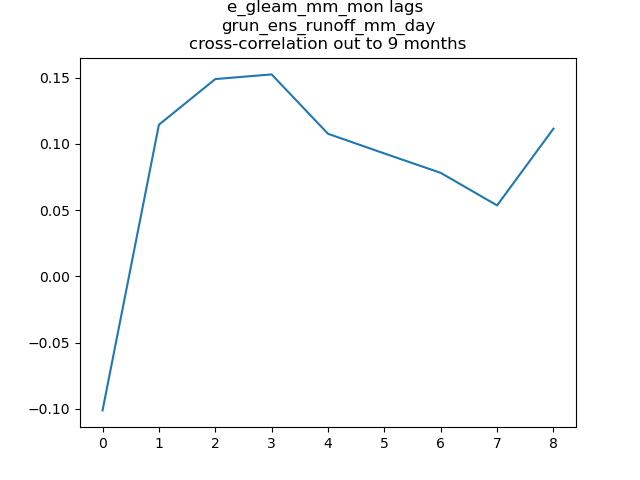 e_gleam_mm_mon lags
grun_ens_runoff_mm_day
cross-correlation out to 9 months
0.15
0.10
0.05
0.00
−0.05
−0.10
0 1 2 3 4 5 6 7 8